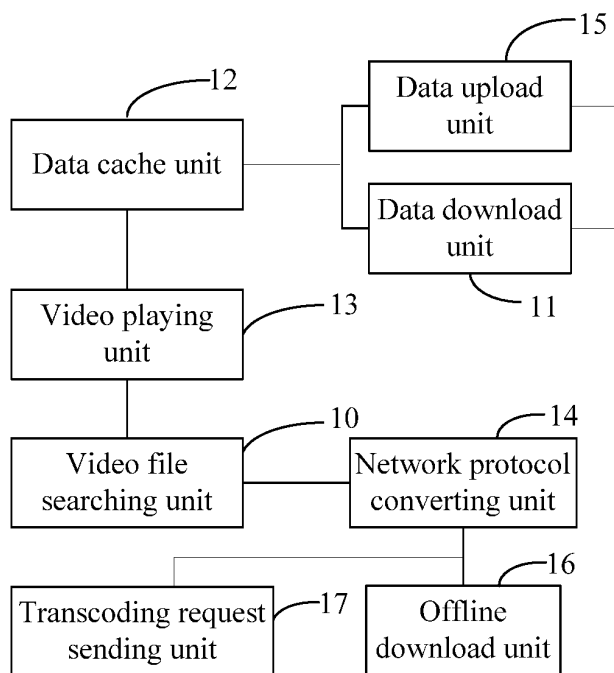 15
12
Data upload
unit
Data cache unit
Data download
unit
11
Video playing
unit
13
10
14
Video file
searching unit
Network protocol
converting unit
16
17
Transcoding request
sending unit
Offline
download unit